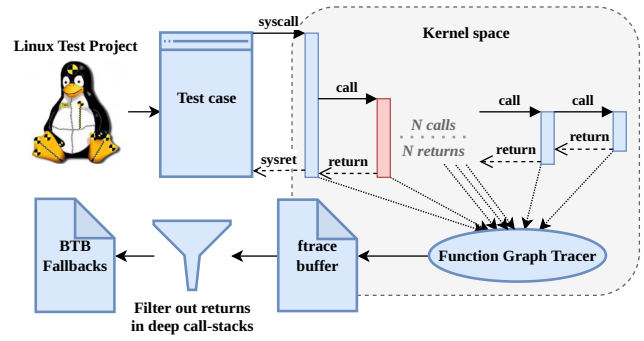 Linux Test Project
syscall
Kernel space
Test case
call
N calls
N returns
call
call
return
return
sysret
return
BTB
Fallbacks
ftrace
buffer
Function Graph Tracer
Filter out returns
in deep call-stacks